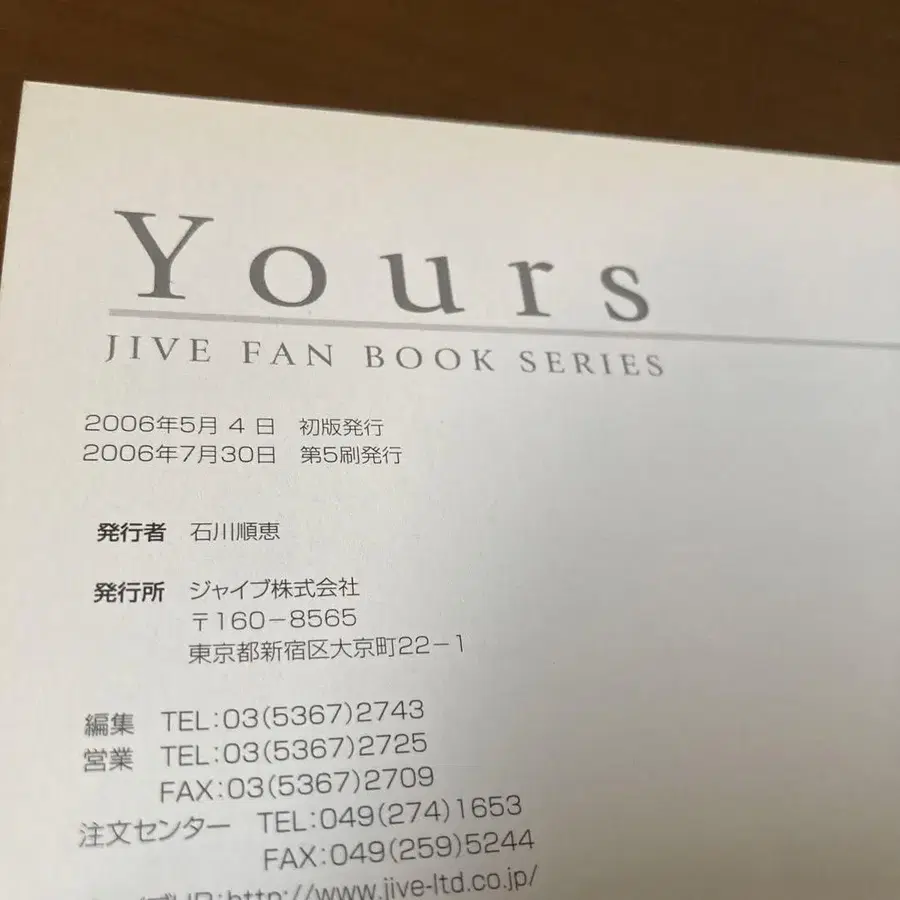 Yours
JIVE FAN BOOK SERIES
2006年5月 4 日　初版発行
2006年7月30日　第5刷発行
発行者　石川順恵
発行所　ジャイブ株式会社
〒160－8565
東京都新宿区大京町22－1
編集　TEL：03(5367)2743
営業　TEL：03(5367)2725
FAX：03(5367)2709
注文センター　TEL：049(274)1653
FAX：049(259)5244
http://www.jive-ltd.co.jp/